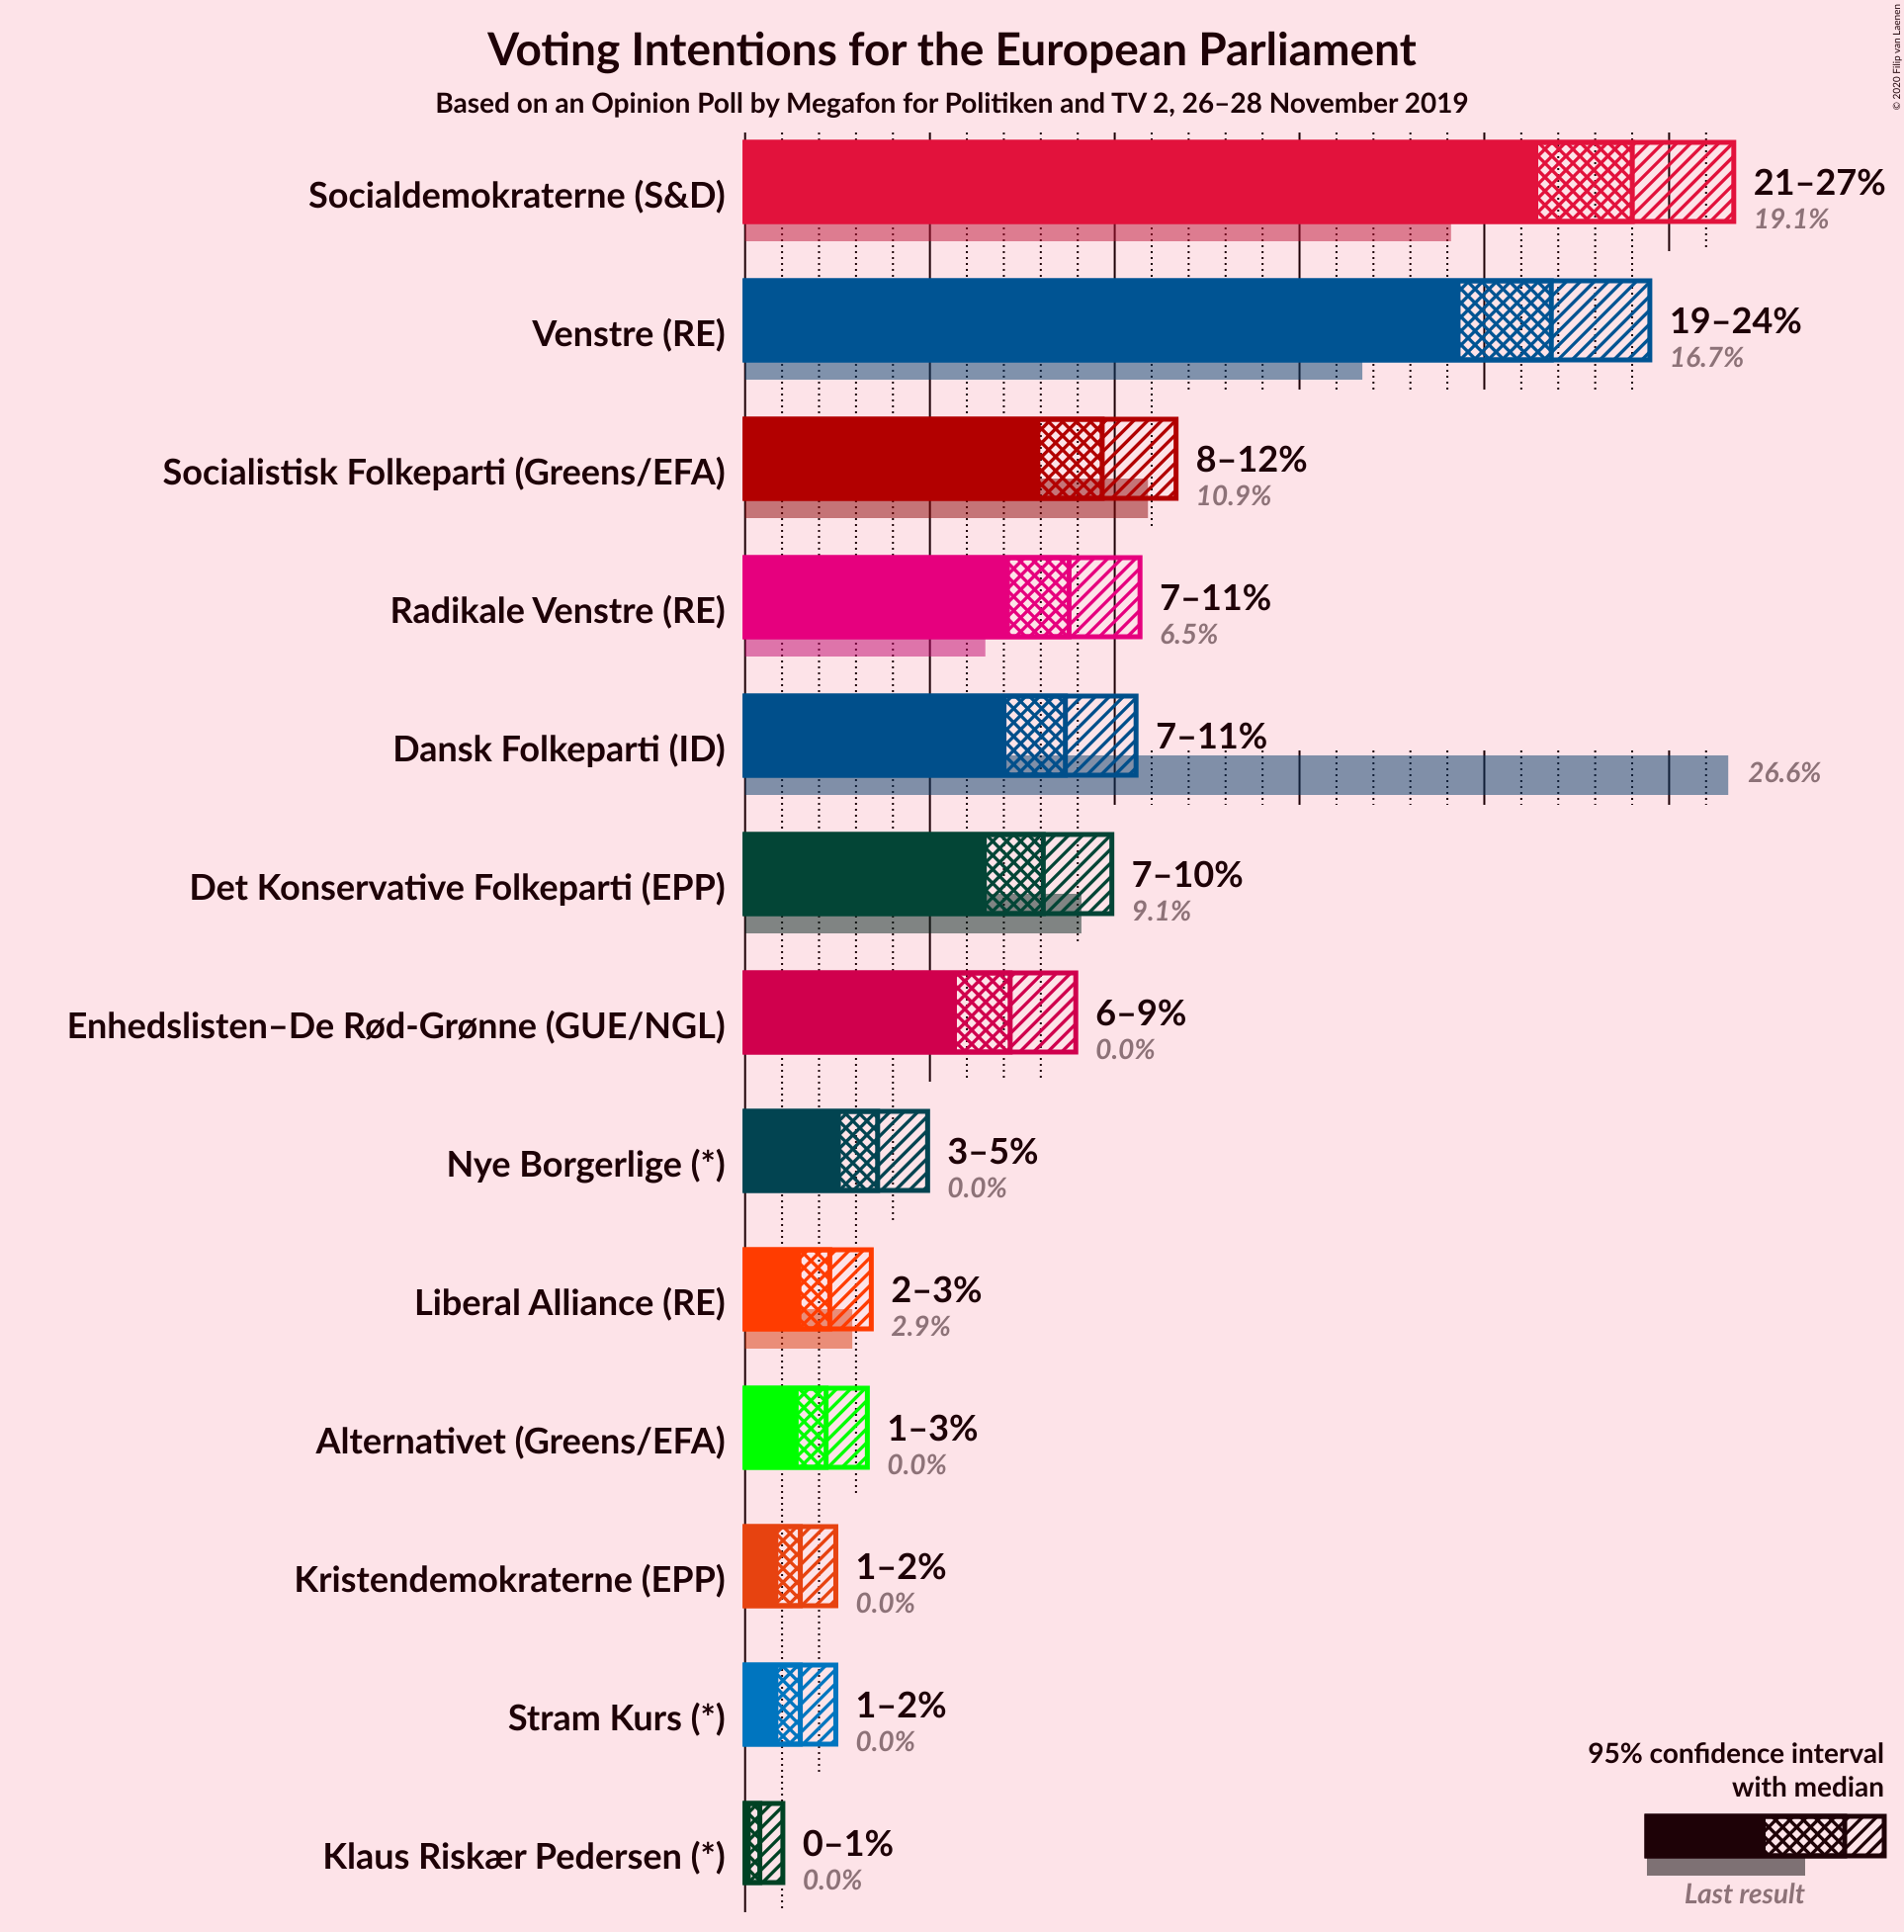 Voting Intentions for the European Parliament
Based on an Opinion Poll by Megafon for Politiken and TV 2, 26–28 November 2019
© 2020 Filip van Laenen
Socialdemokraterne (S&D)
21–27%
19.1%
Venstre (RE)
19–24%
16.7%
Socialistisk Folkeparti (Greens/EFA)
8–12%
10.9%
Radikale Venstre (RE)
7–11%
6.5%
Dansk Folkeparti (ID)
7–11%
26.6%
Det Konservative Folkeparti (EPP)
7–10%
9.1%
Enhedslisten–De Rød-Grønne (GUE/NGL)
6–9%
0.0%
Nye Borgerlige (*)
3–5%
0.0%
Liberal Alliance (RE)
2–3%
2.9%
Alternativet (Greens/EFA)
1–3%
0.0%
Kristendemokraterne (EPP)
1–2%
0.0%
Stram Kurs (*)
1–2%
0.0%
Klaus Riskær Pedersen (*)
0–1%
0.0%
95% confidence interval
with median
Last result